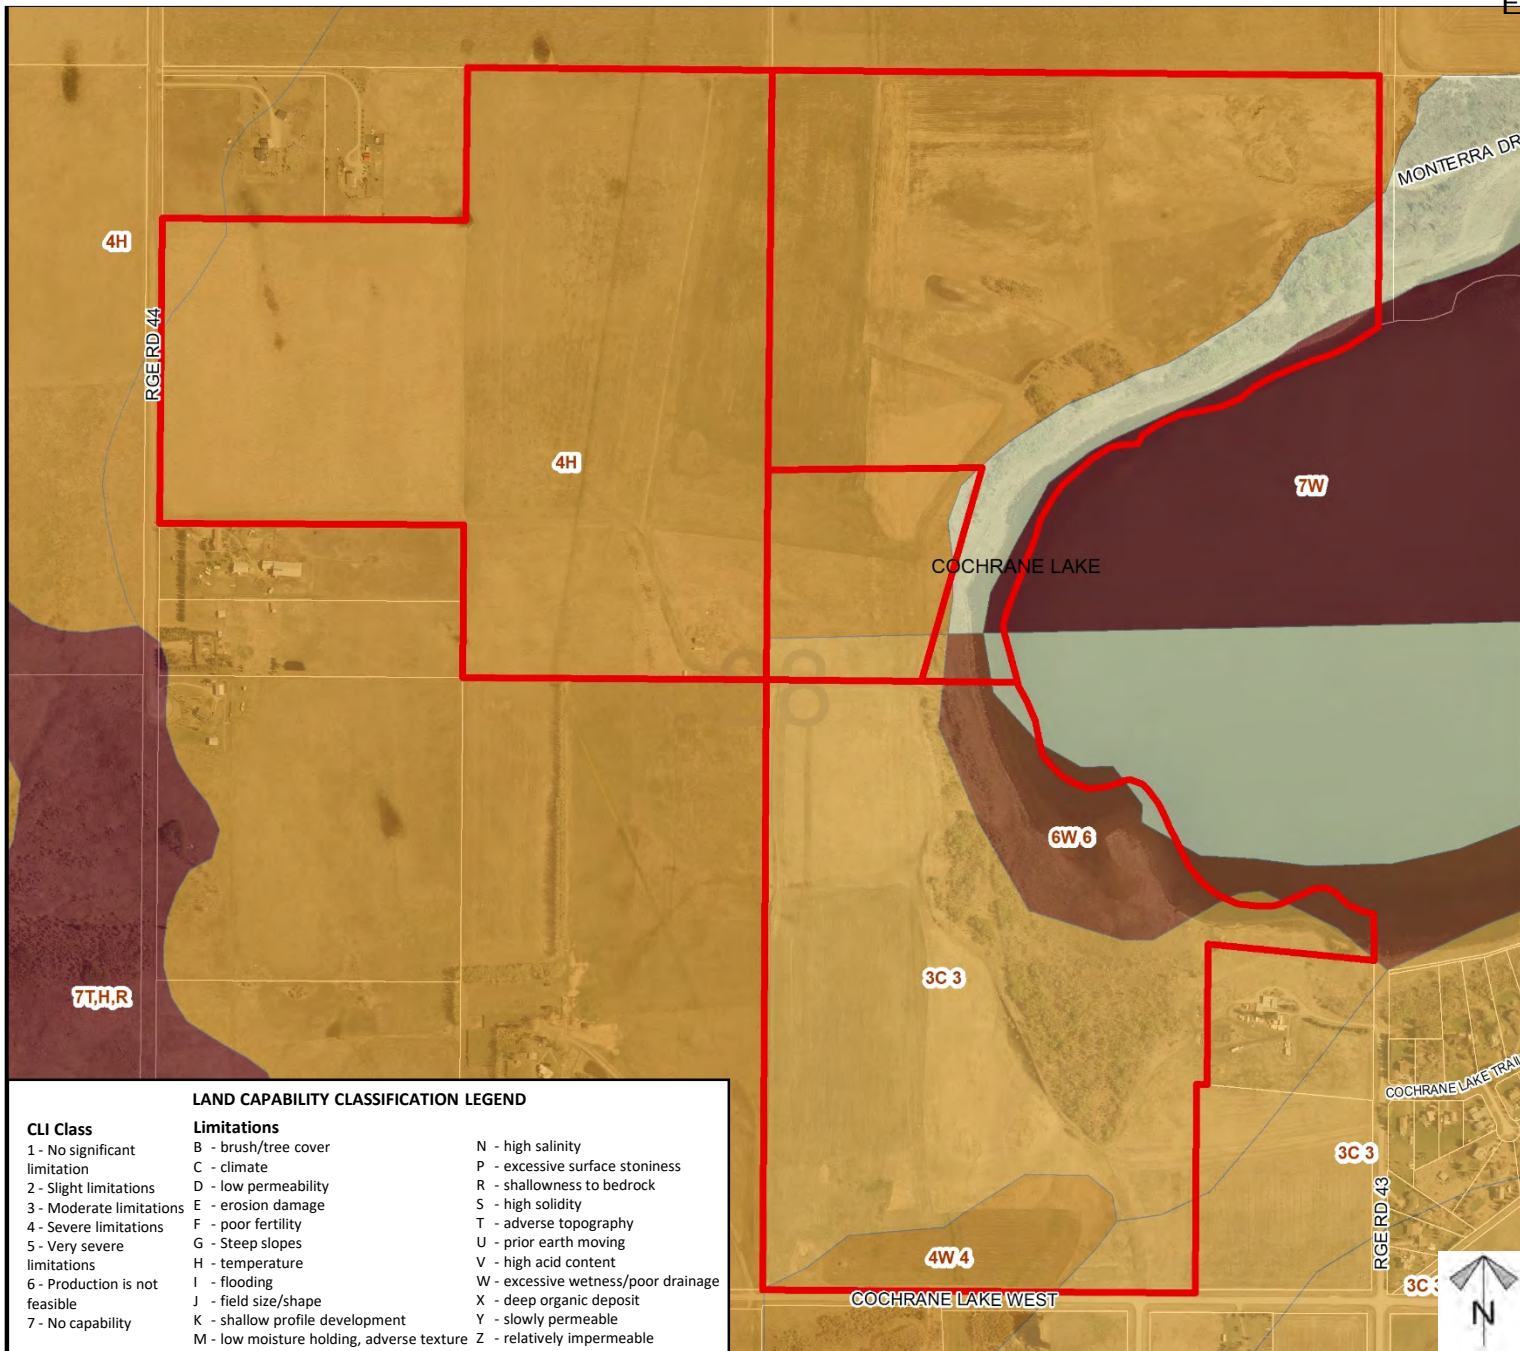 E
MONTERRA DR
4H
RGE RD 44
4H
7W
COCHRANE LAKE
6W 6
3C 3
7T,H,R
COCHRANE LAKE TRAIL
3C 3
RGE RD 43
4W 4
3C 3
COCHRANE LAKE WEST
N
LAND CAPABILITY CLASSIFICATION LEGEND
CLI Class
1 - No significant
limitation
2 - Slight limitations
3 - Moderate limitations
4 - Severe limitations
5 - Very severe
limitations
6 - Production is not
feasible
7 - No capability
Limitations
B - brush/tree cover
C - climate
D - low permeability
E - erosion damage
F - poor fertility
G - Steep slopes
H - temperature
I - flooding
J - field size/shape
K - shallow profile development
M - low moisture holding, adverse texture
N - high salinity
P - excessive surface stoniness
R - shallowness to bedrock
S - high solidity
T - adverse topography
U - prior earth moving
V - high acid content
W - excessive wetness/poor drainage
X - deep organic deposit
Y - slowly permeable
Z - relatively impermeable